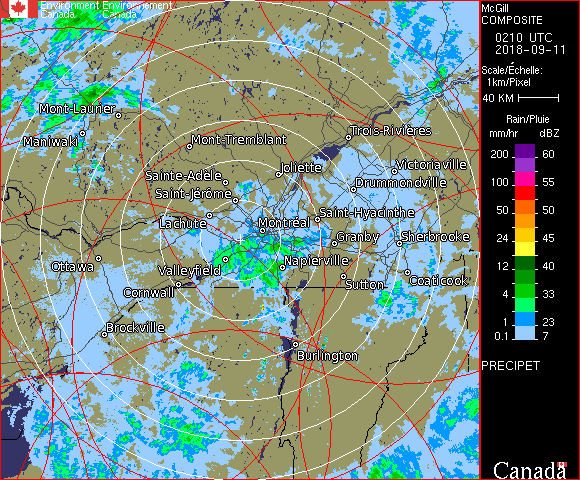 Environment Environnement
Canada Canada
McGill
COMPOSITE
0210 UTC
2018-09-11
Scale/Échelle:
1km/Pixel
40 KM
Rain/Pluie
mm/hr dBZ
200 60
100 55
50 50
24 45
12 40
4 33
1 23
0.1 7
PRECIPET
Canada
Mont-Laurier
Maniwaki
Mont-Tremblant
Trois-Rivières
Joliette
Victoriaville
Sainte-Adèle
Drummondville
Saint-Jérôme
Lachute
Montréal
Saint-Hyacinthe
Granby
Sherbrooke
Ottawa
Valleyfield
Napierville
Cornwall
Sutton
Coaticook
Brockville
Burlington